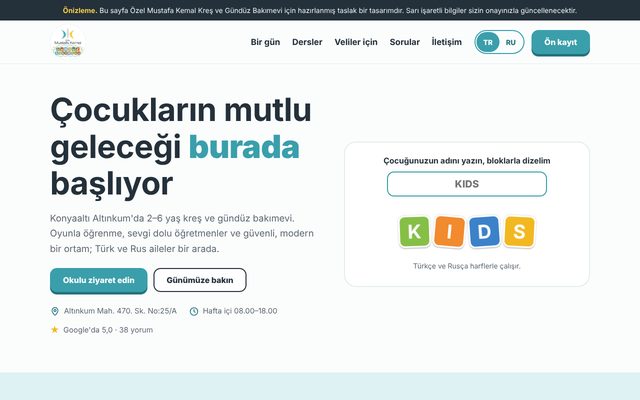 Önizleme. Bu sayfa Özel Mustafa Kemal Kreş ve Gündüz Bakımevi için hazırlanmış taslak bir tasarımdır. Sarı işaretli bilgiler sizin onayınızla güncellenecektir.
Mustafa Kemal
Bir gün Dersler Veliler için Sorular İletişim TR RU Ön kayıt
Çocukların mutlu
geleceği burada
başlıyor
Konyaaltı Altınkum'da 2–6 yaş kreş ve gündüz bakımevi.
Oyunla öğrenme, sevgi dolu öğretmenler ve güvenli, modern
bir ortam; Türk ve Rus aileler bir arada.
Okulu ziyaret edin Günümüze bakın
Altınkum Mah. 470. Sk. No:25/A Hafta içi 08.00–18.00
Google'da 5,0 · 38 yorum
Çocuğunuzun adını yazın, bloklarla dizelim
KIDS
K I D S
Türkçe ve Rusça harflerle çalışır.